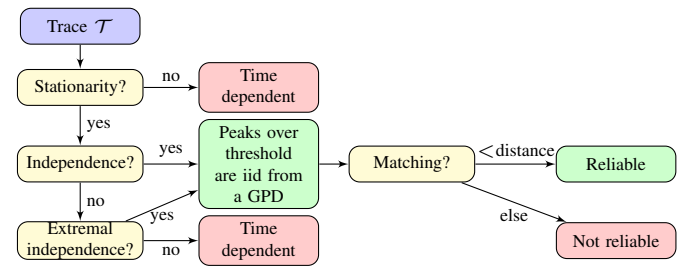 Trace 𝒯
Stationarity?
no
Time
dependent
yes
Independence?
yes
Peaks over
threshold
are iid from
a GPD
Matching?
<distance
Reliable
no
yes
Extremal
independence?
no
Time
dependent
else
Not reliable